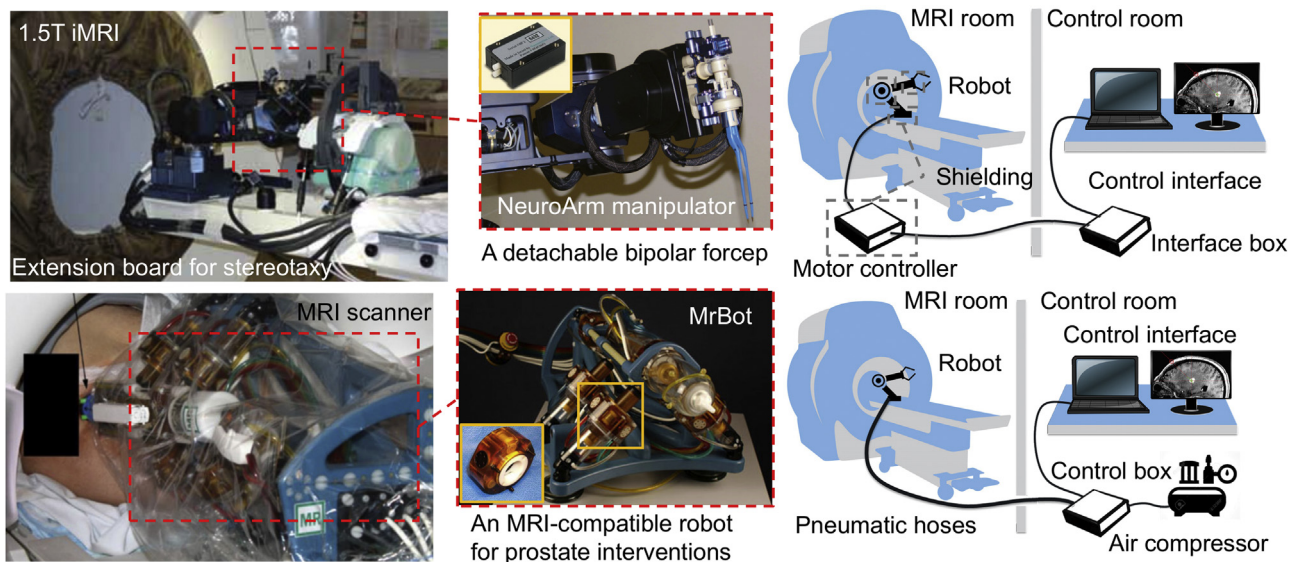 1.5T iMRI
Extension board for stereotaxy
NeuroArm manipulator
A detachable bipolar forcep
MRI room
Control room
Robot
Shielding
Control interface
Motor controller
Interface box
MRI scanner
MR
MrBot
An MRI-compatible robot
for prostate interventions
MRI room
Control room
Control interface
Robot
Control box
Pneumatic hoses
Air compressor